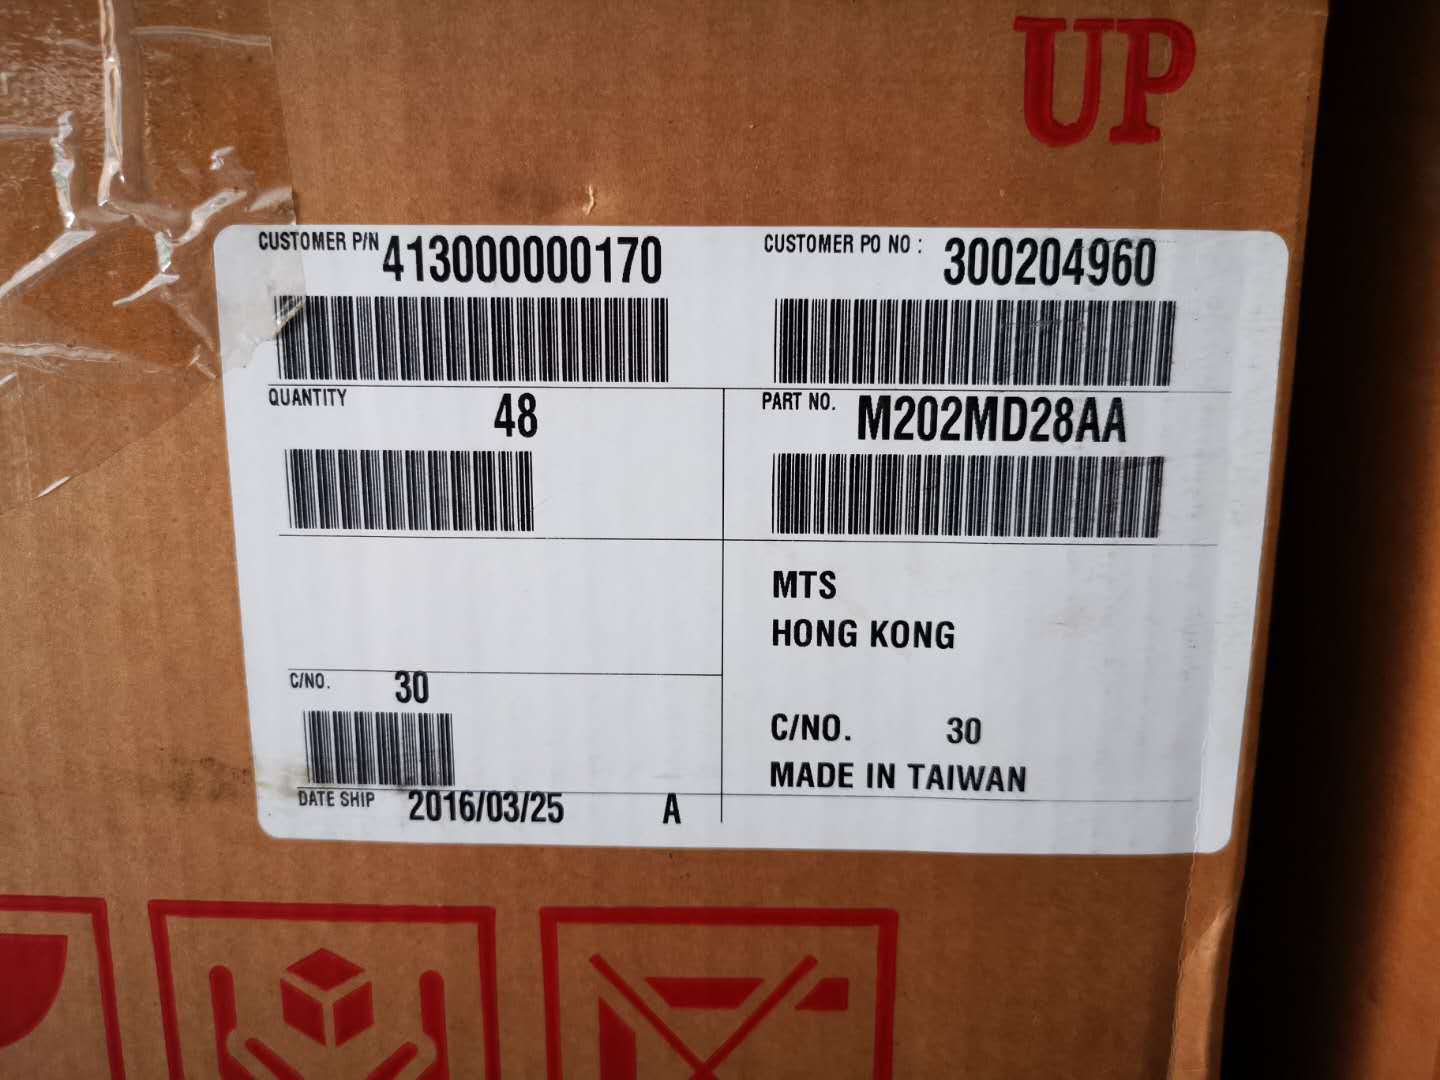 UP
CUSTOMER P/N 413000000170
CUSTOMER PO NO : 300204960
QUANTITY 48
PART NO. M202MD28AA
MTS
HONG KONG
C/NO. 30
C/NO. 30
MADE IN TAIWAN
DATE SHIP 2016/03/25 A